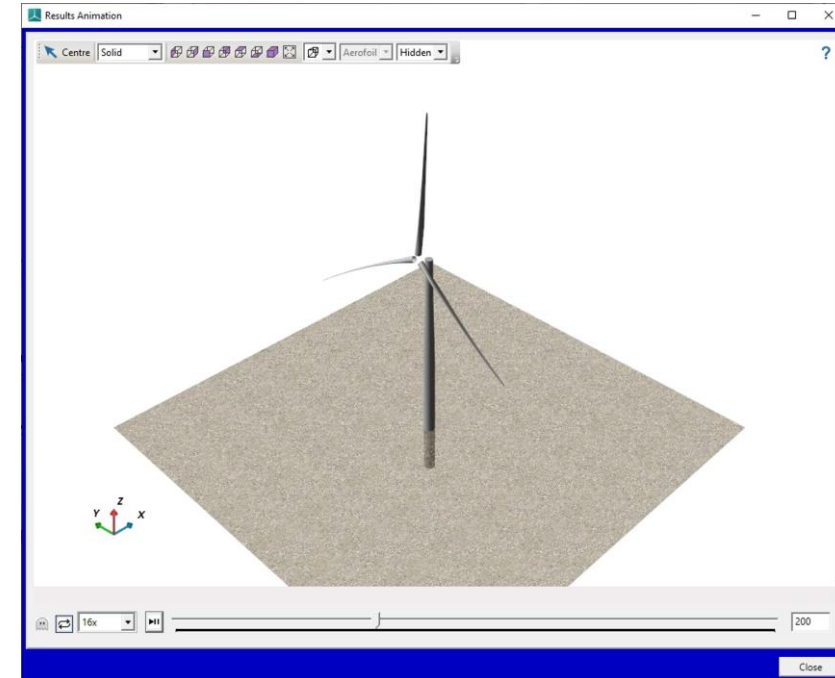 Results Animation
Centre Solid Aerofoil Hidden ?
Z
Y X
16x 200
Close